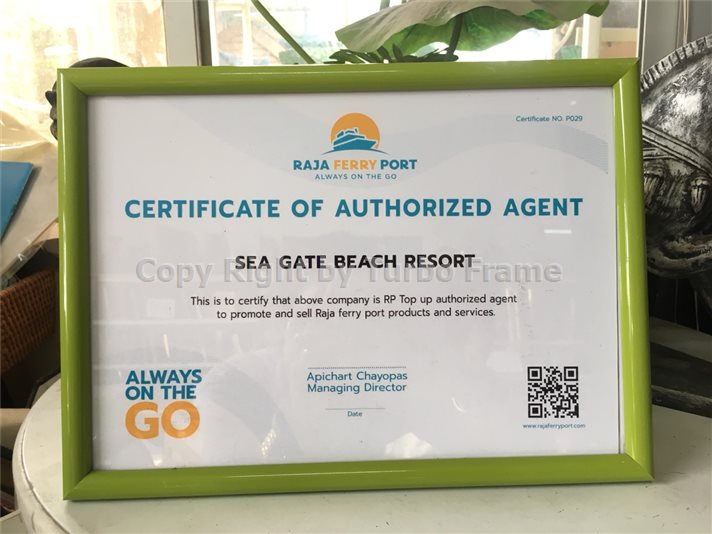 Certificate NO. P029
RAJA FERRY PORT
ALWAYS ON THE GO
CERTIFICATE OF AUTHORIZED AGENT
SEA GATE BEACH RESORT
Copy Right by Turbo Frame
This is to certify that above company is RP Top up authorized agent
to promote and sell Raja ferry port products and services.
ALWAYS
ON THE
GO
Apichart Chayopas
Managing Director
Date
www.rajaferryport.com